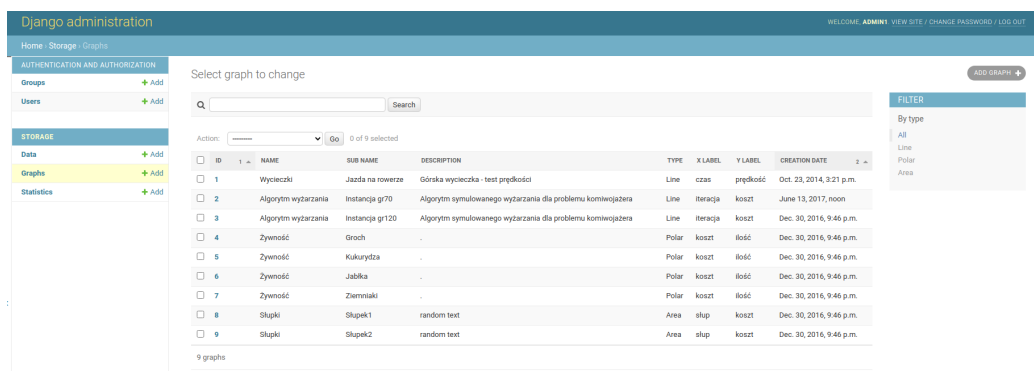 Django administration
WELCOME, ADMIN1. VIEW SITE / CHANGE PASSWORD / LOG OUT
Home › Storage › Graphs
AUTHENTICATION AND AUTHORIZATION
Groups + Add
Users + Add
STORAGE
Data + Add
Graphs + Add
Statistics + Add
Select graph to change
ADD GRAPH +
Search
Action: --------- Go 0 of 9 selected
ID 1 NAME SUB NAME DESCRIPTION TYPE X LABEL Y LABEL CREATION DATE 2
1 Wycieczki Jazda na rowerze Górska wycieczka - test prędkości Line czas prędkość Oct. 23, 2014, 3:21 p.m.
2 Algorytm wyżarzania Instancja gr70 Algorytm symulowanego wyżarzania dla problemu komiwojażera Line iteracja koszt June 13, 2017, noon
3 Algorytm wyżarzania Instancja gr120 Algorytm symulowanego wyżarzania dla problemu komiwojażera Line iteracja koszt Dec. 30, 2016, 9:46 p.m.
4 Żywność Groch . Polar koszt ilość Dec. 30, 2016, 9:46 p.m.
5 Żywność Kukurydza . Polar koszt ilość Dec. 30, 2016, 9:46 p.m.
6 Żywność Jabłka . Polar koszt ilość Dec. 30, 2016, 9:46 p.m.
7 Żywność Ziemniaki . Polar koszt ilość Dec. 30, 2016, 9:46 p.m.
8 Słupki Słupek1 random text Area słup koszt Dec. 30, 2016, 9:46 p.m.
9 Słupki Słupek2 random text Area słup koszt Dec. 30, 2016, 9:46 p.m.
9 graphs
FILTER
By type
All
Line
Polar
Area